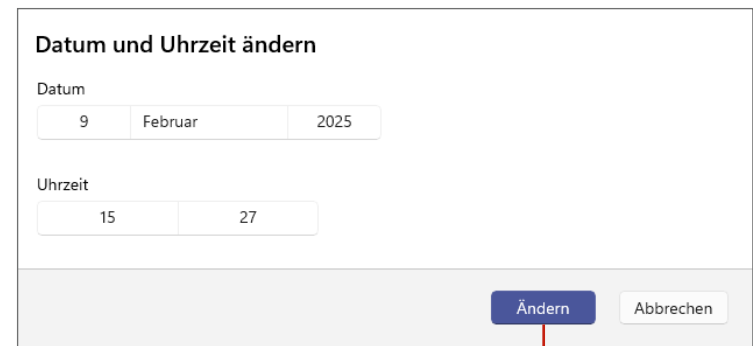 Datum und Uhrzeit ändern
Datum
9 Februar 2025
Uhrzeit
15 27
Ändern Abbrechen